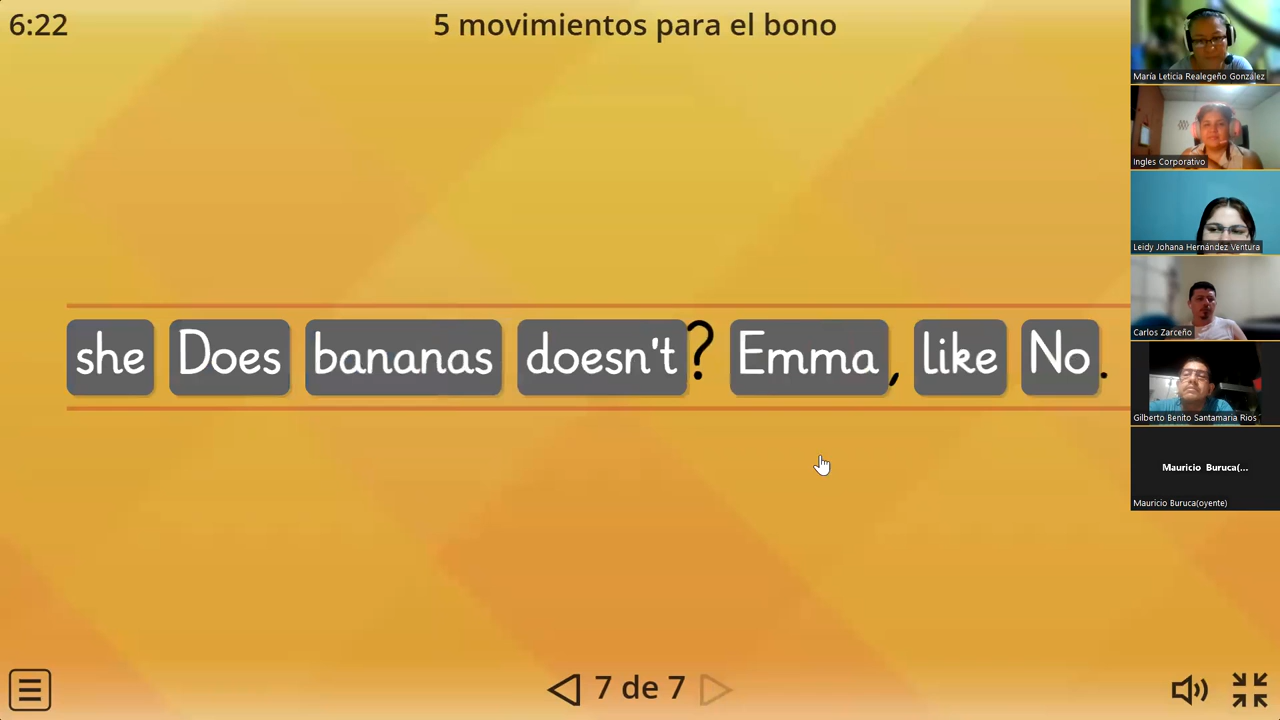 6:22
5 movimientos para el bono
María Leticia Realegeño González
Ingles Corporativo
Leidy Johana Hernández Ventura
Carlos Zarceño
Gilberto Benito Santamaria Rios
Mauricio Buruca(...
Mauricio Buruca(oyente)
she Does bananas doesn't? Emma, like No.
7 de 7